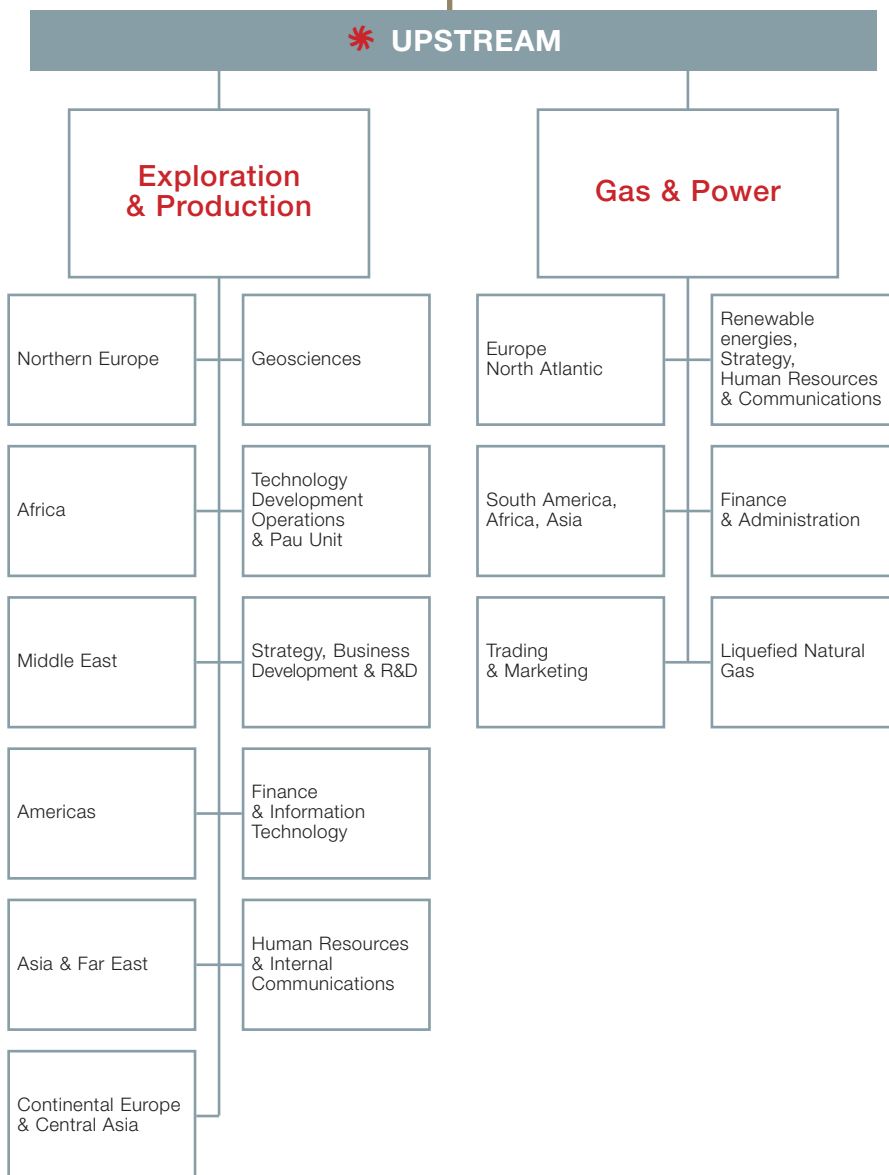 UPSTREAM
Exploration
& Production
Gas & Power
Northern Europe
Geosciences
Africa
Technology
Development
Operations
& Pau Unit
Middle East
Strategy, Business
Development & R&D
Americas
Finance
& Information
Technology
Asia & Far East
Human Resources
& Internal
Communications
Continental Europe
& Central Asia
Europe
North Atlantic
Renewable
energies,
Strategy,
Human Resources
& Communications
South America,
Africa, Asia
Finance
& Administration
Trading
& Marketing
Liquefied Natural
Gas